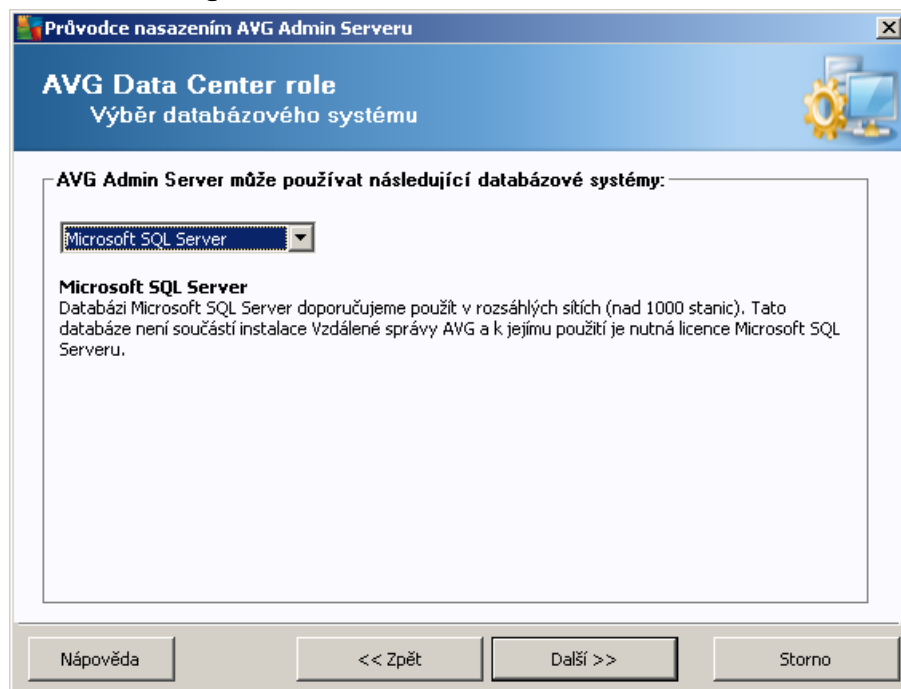 Průvodce nasazením AVG Admin Serveru
AVG Data Center role
Výběr databázového systému
AVG Admin Server může používat následující databázové systémy:
Microsoft SQL Server
Microsoft SQL Server
Databázi Microsoft SQL Server doporučujeme použít v rozsáhlých sítích (nad 1000 stanic). Tato
databáze není součástí instalace Vzdálené správy AVG a k jejímu použití je nutná licence Microsoft SQL
Serveru.
Nápověda
<< Zpět
Další >>
Storno